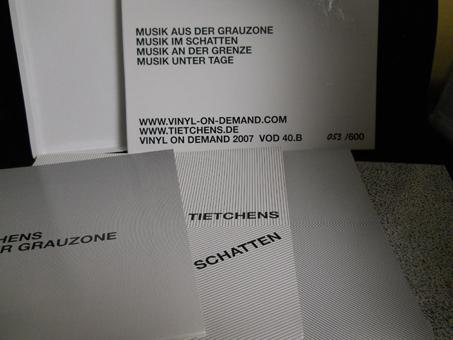 MUSIK AUS DER GRAUZONE
MUSIK IM SCHATTEN
MUSIK AN DER GRENZE
MUSIK UNTER TAGE
WWW.VINYL-ON-DEMAND.COM
WWW.TIETCHENS.DE
VINYL ON DEMAND 2007 VOD 40.B 053 /600
HENS
R GRAUZONE
TIETCHENS
SCHATTEN